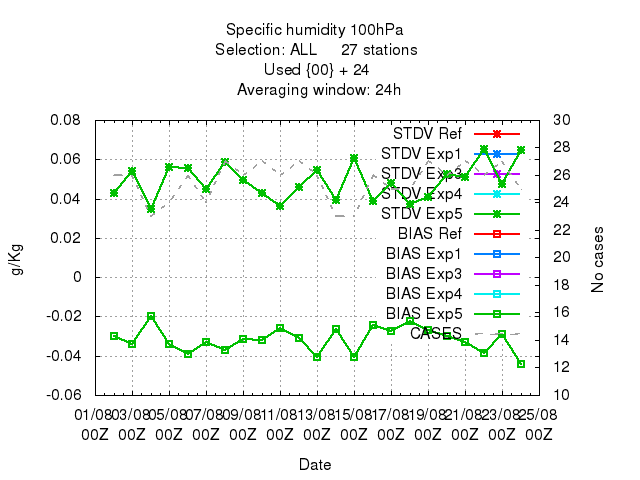 Specific humidity 100hPa
Selection: ALL 27 stations
Used {00} + 24
Averaging window: 24h
0.08
0.06
0.04
0.02
0
-0.02
-0.04
-0.06
g/Kg
30
28
26
24
22
20
18
16
14
12
10
No cases
STDV Ref
STDV Exp1
STDV Exp3
STDV Exp4
STDV Exp5
BIAS Ref
BIAS Exp1
BIAS Exp3
BIAS Exp4
BIAS Exp5
CASES
01/08 03/08 05/08 07/08 09/08 11/08 13/08 15/08 17/08 19/08 21/08 23/08 25/08
00Z 00Z 00Z 00Z 00Z 00Z 00Z 00Z 00Z 00Z 00Z 00Z 00Z
Date